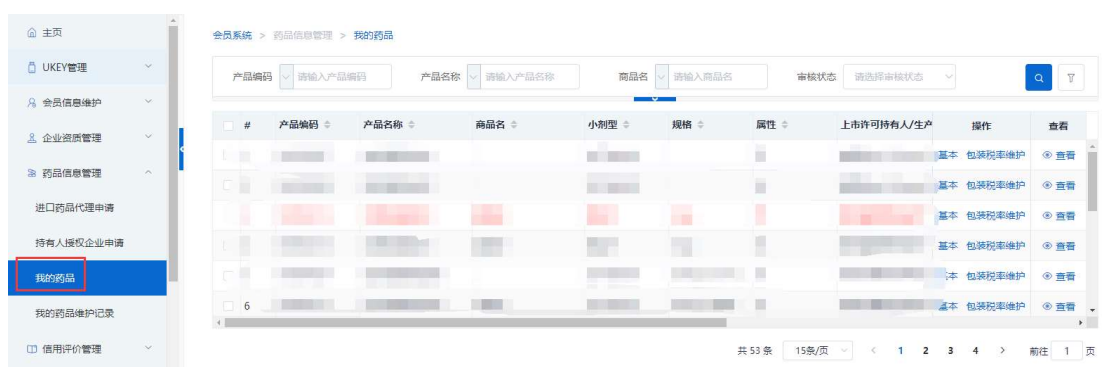 主页
UKEY管理
会员信息维护
企业资质管理
药品信息管理
进口药品代理申请
持有人授权企业申请
我的药品
我的药品维护记录
信用评价管理
会员系统 > 药品信息管理 > 我的药品
产品编码 请输入产品编码 产品名称 请输入产品名称 商品名 请输入商品名 审核状态 请选择审核状态
# 产品编码 产品名称 商品名 小剂型 规格 属性 上市许可持有人/生产 操作 查看
基本 包装税率维护 查看
基本 包装税率维护 查看
基本 包装税率维护 查看
基本 包装税率维护 查看
本 包装税率维护 查看
6 基本 包装税率维护 查看
共 53 条 15条/页 < 1 2 3 4 > 前往 1 页